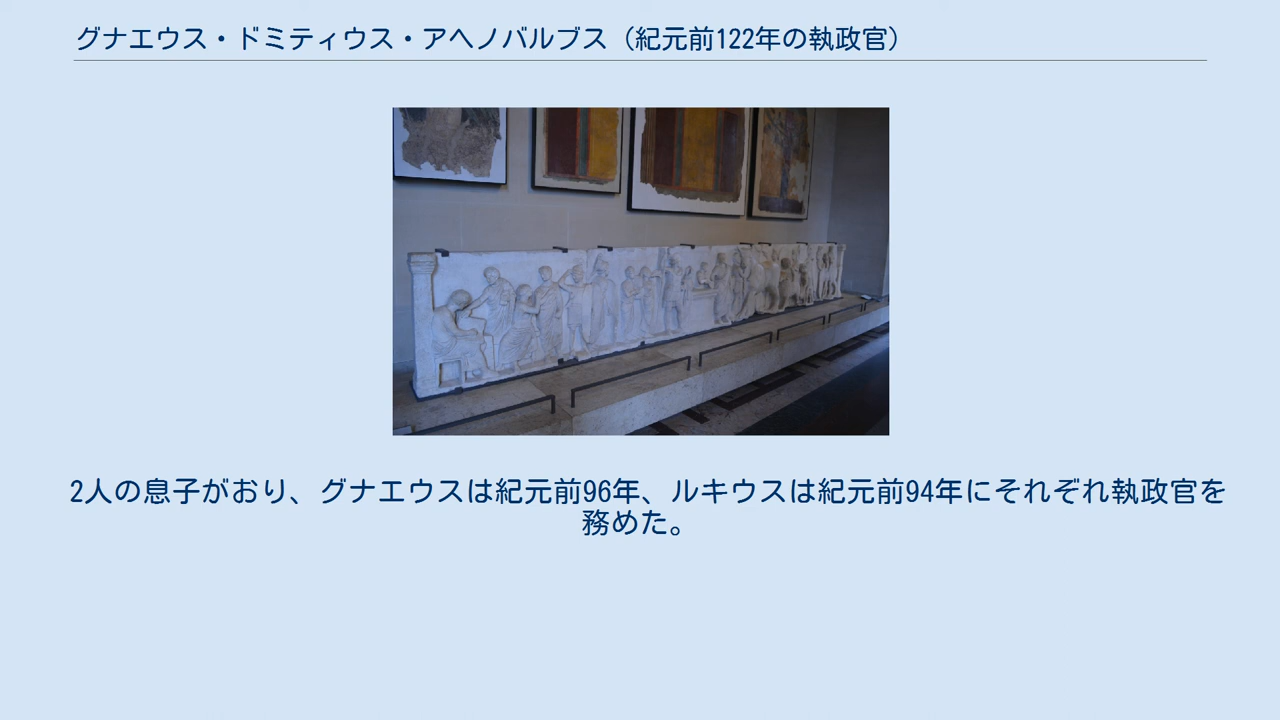 グナエウス・ドミティウス・アヘノバルブス（紀元前122年の執政官）
2人の息子がおり、グナエウスは紀元前96年、ルキウスは紀元前94年にそれぞれ執政官を
務めた。